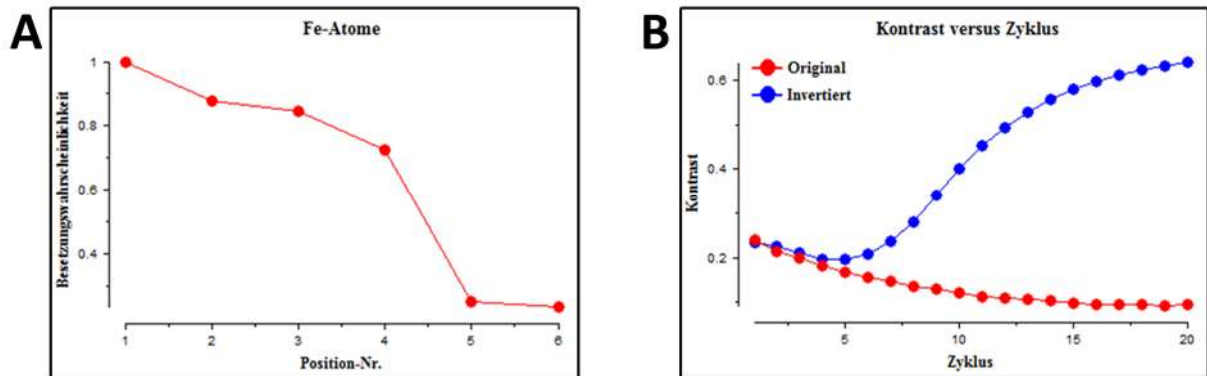 A
Fe-Atome
Besetzungswahrscheinlichkeit
1
0.8
0.6
0.4
1 2 3 4 5 6
Position-Nr.
B
Kontrast versus Zyklus
Original
Invertiert
Kontrast
0.6
0.4
0.2
5 10 15 20
Zyklus